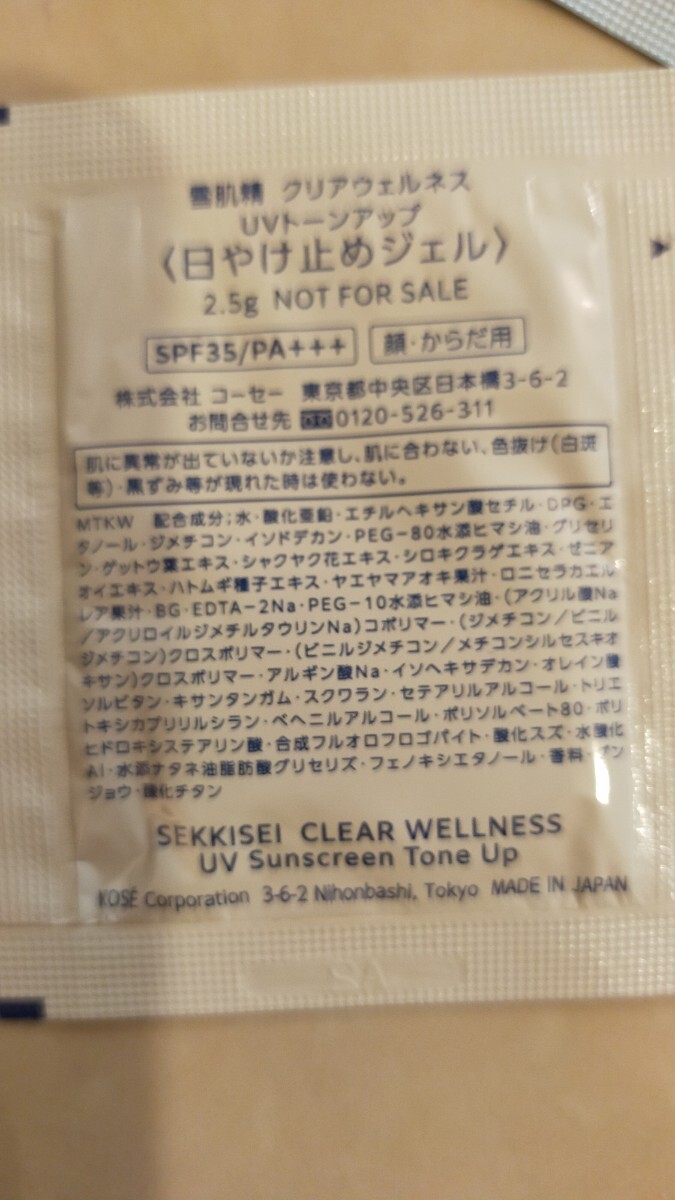 雪肌精 クリアウェルネス
UVトーンアップ
〈日やけ止めジェル〉
2.5g NOT FOR SALE
SPF35/PA+++ 顔・からだ用
株式会社 コーセー 東京都中央区日本橋3-6-2
お問合せ先 0120-526-311
肌に異常が出ていないか注意し、肌に合わない、色抜け(白斑
等)・黒ずみ等が現れた時は使わない。
MTKW 配合成分;水・酸化亜鉛・エチルヘキサン酸セチル・DPG・エ
タノール・ジメチコン・イソドデカン・PEG-80水添ヒマシ油・グリセリ
ン・ゲットウ葉エキス・シャクヤク花エキス・シロキクラゲエキス・ゼニア
オイエキス・ハトムギ種子エキス・ヤエヤマアオキ果汁・ロニセラカエル
レア果汁・BG・EDTA-2Na・PEG-10水添ヒマシ油・(アクリル酸Na
/アクリロイルジメチルタウリンNa)コポリマー・(ジメチコン/ビニル
ジメチコン)クロスポリマー・(ビニルジメチコン/メチコンシルセスキオ
キサン)クロスポリマー・アルギン酸Na・イソヘキサデカン・オレイン酸
ソルビタン・キサンタンガム・スクワラン・セテアリルアルコール・トリエ
トキシカプリリルシラン・ベヘニルアルコール・ポリソルベート80・ポリ
ヒドロキシステアリン酸・合成フルオロフロゴパイト・酸化スズ・水酸化
Al・水添ナタネ油脂肪酸グリセリズ・フェノキシエタノール・香料・グン
ジョウ・酸化チタン
SEKKISEI CLEAR WELLNESS
UV Sunscreen Tone Up
KOSÉ Corporation 3-6-2 Nihonbashi, Tokyo MADE IN JAPAN